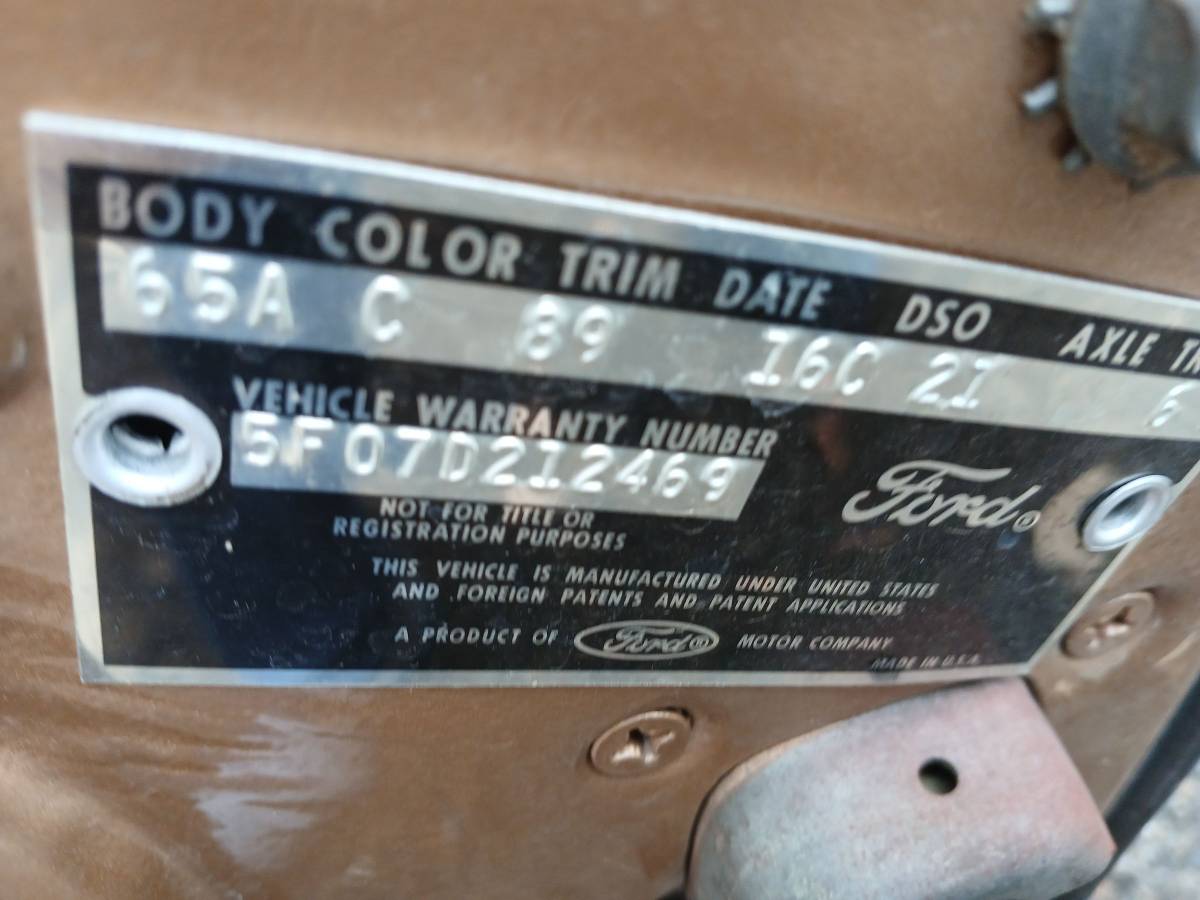 BODY COLOR TRIM DATE DSO AXLE TR
65A C 89 16C 21 6
VEHICLE WARRANTY NUMBER
5F07D212469
Ford®
NOT FOR TITLE OR
REGISTRATION PURPOSES
THIS VEHICLE IS MANUFACTURED UNDER UNITED STATES
AND FOREIGN PATENTS AND PATENT APPLICATIONS
A PRODUCT OF Ford® MOTOR COMPANY
MADE IN U.S.A.